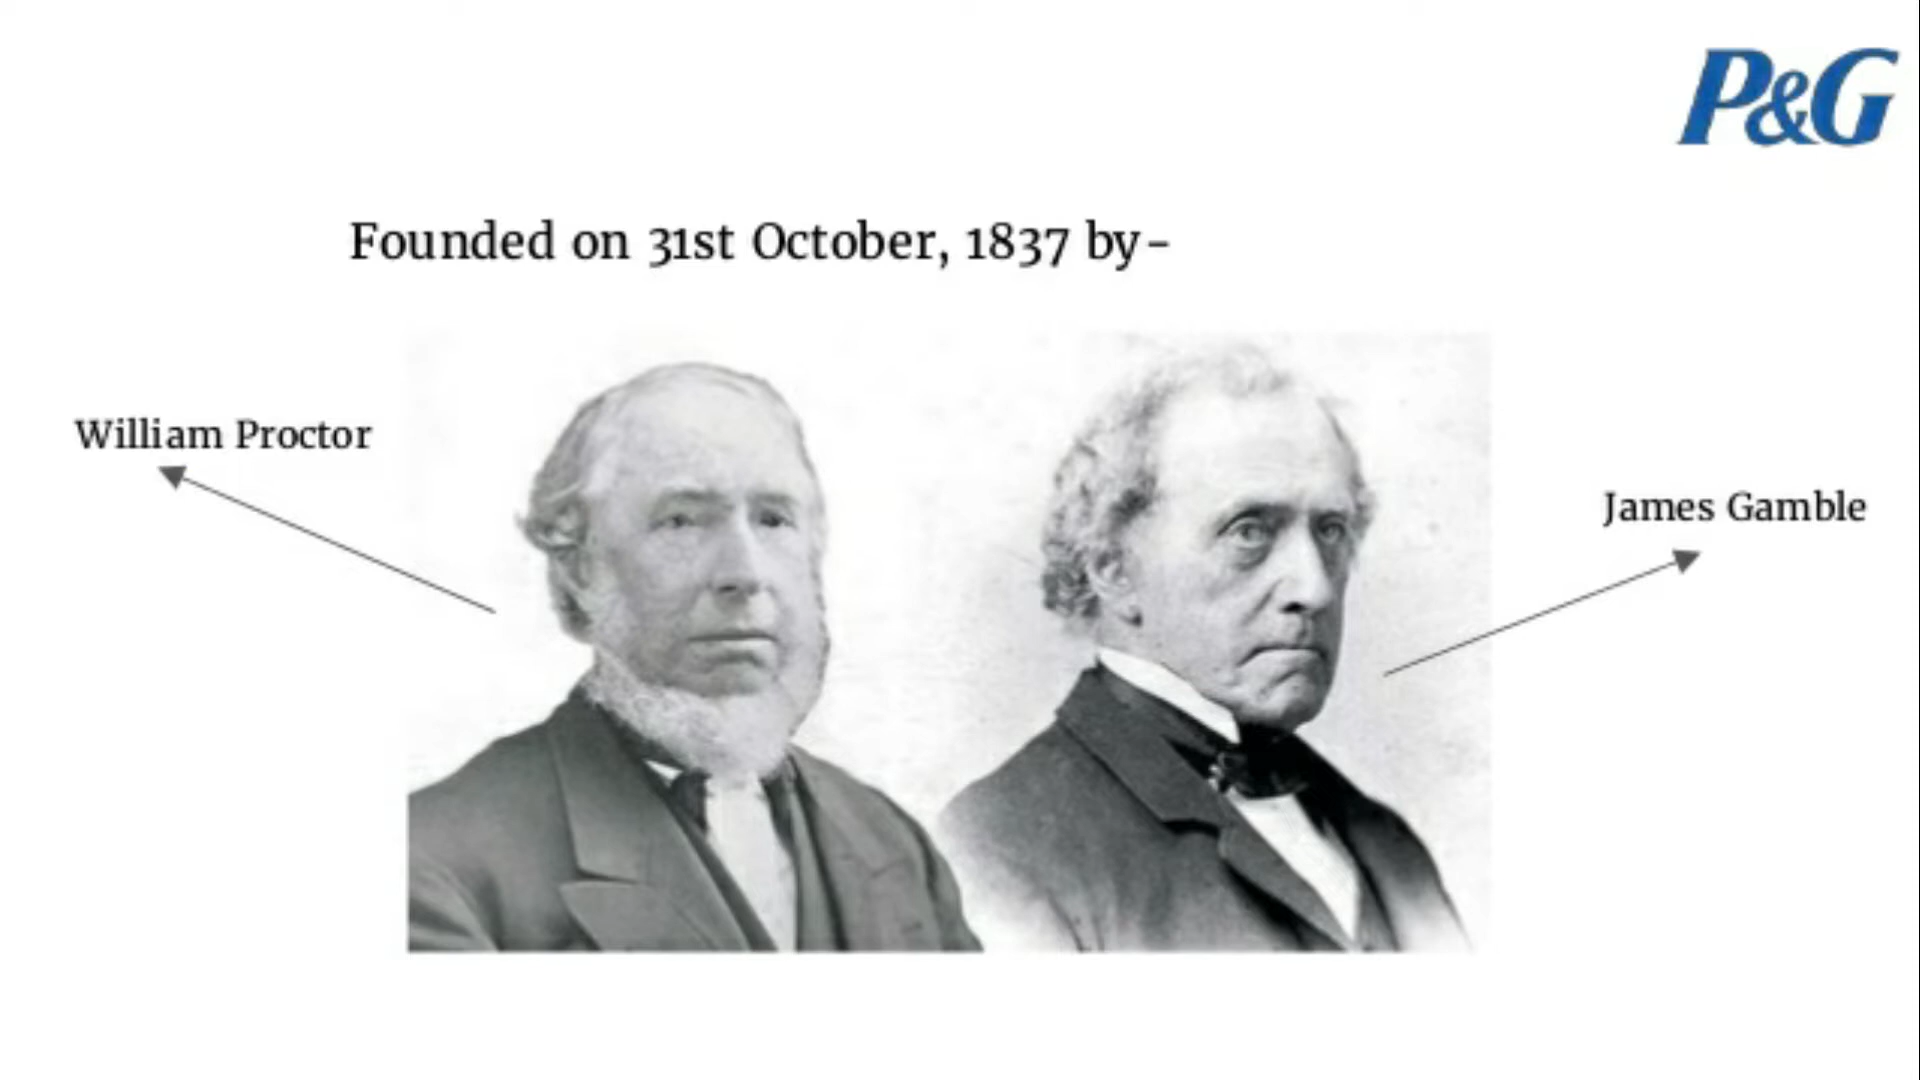 P&G
Founded on 31st October, 1837 by-
William Proctor
James Gamble